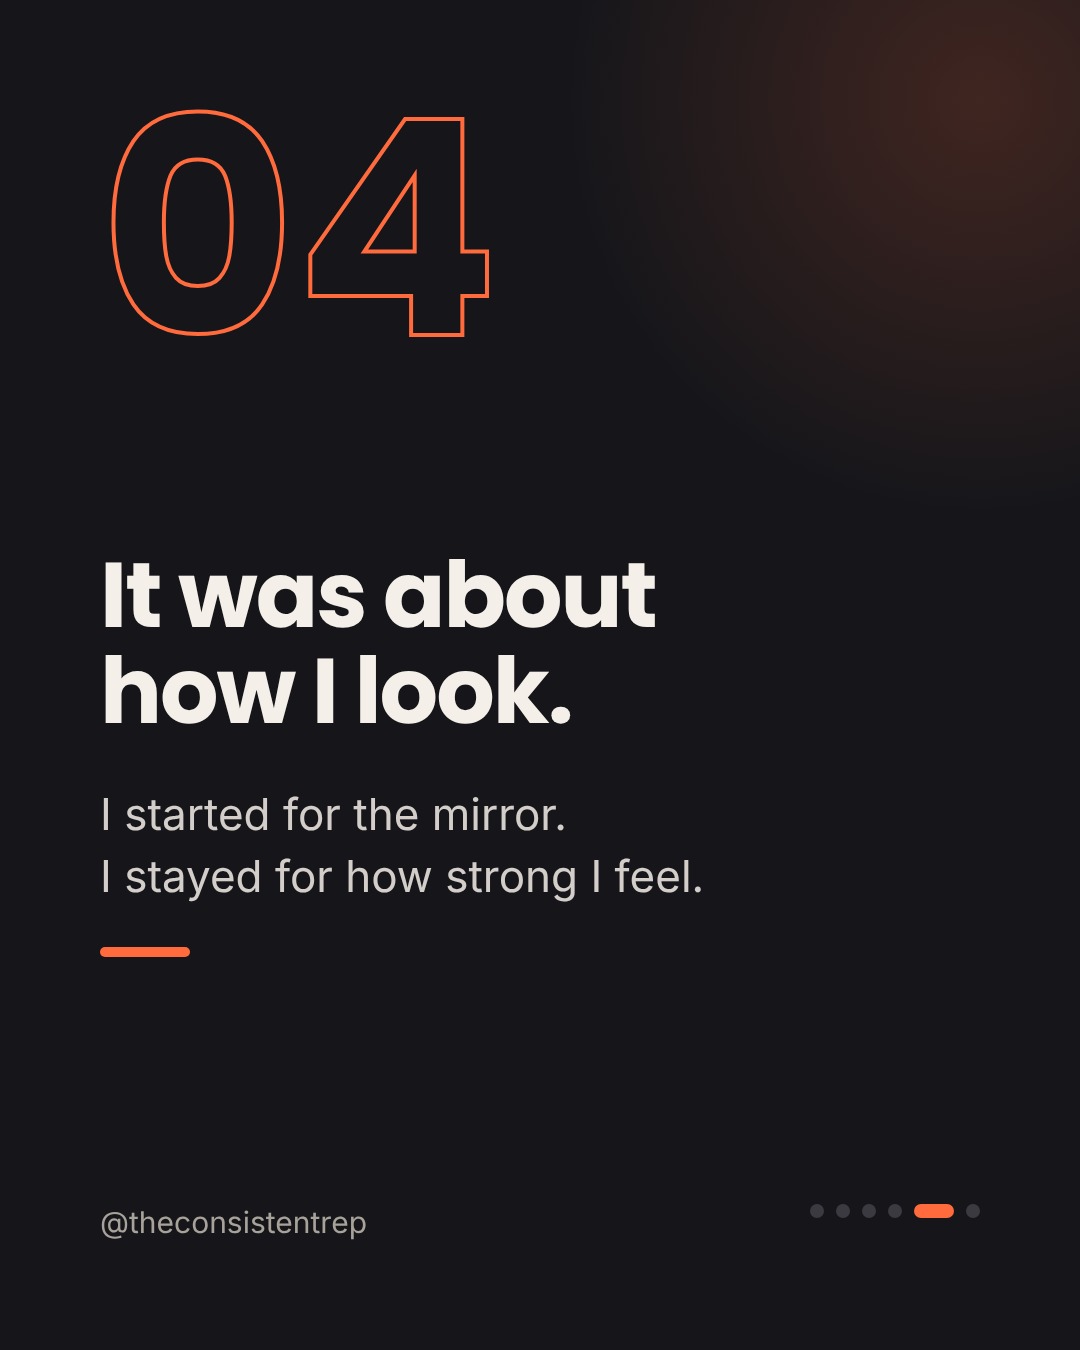 04
It was about
how I look.
I started for the mirror.
I stayed for how strong I feel.
@theconsistentrep